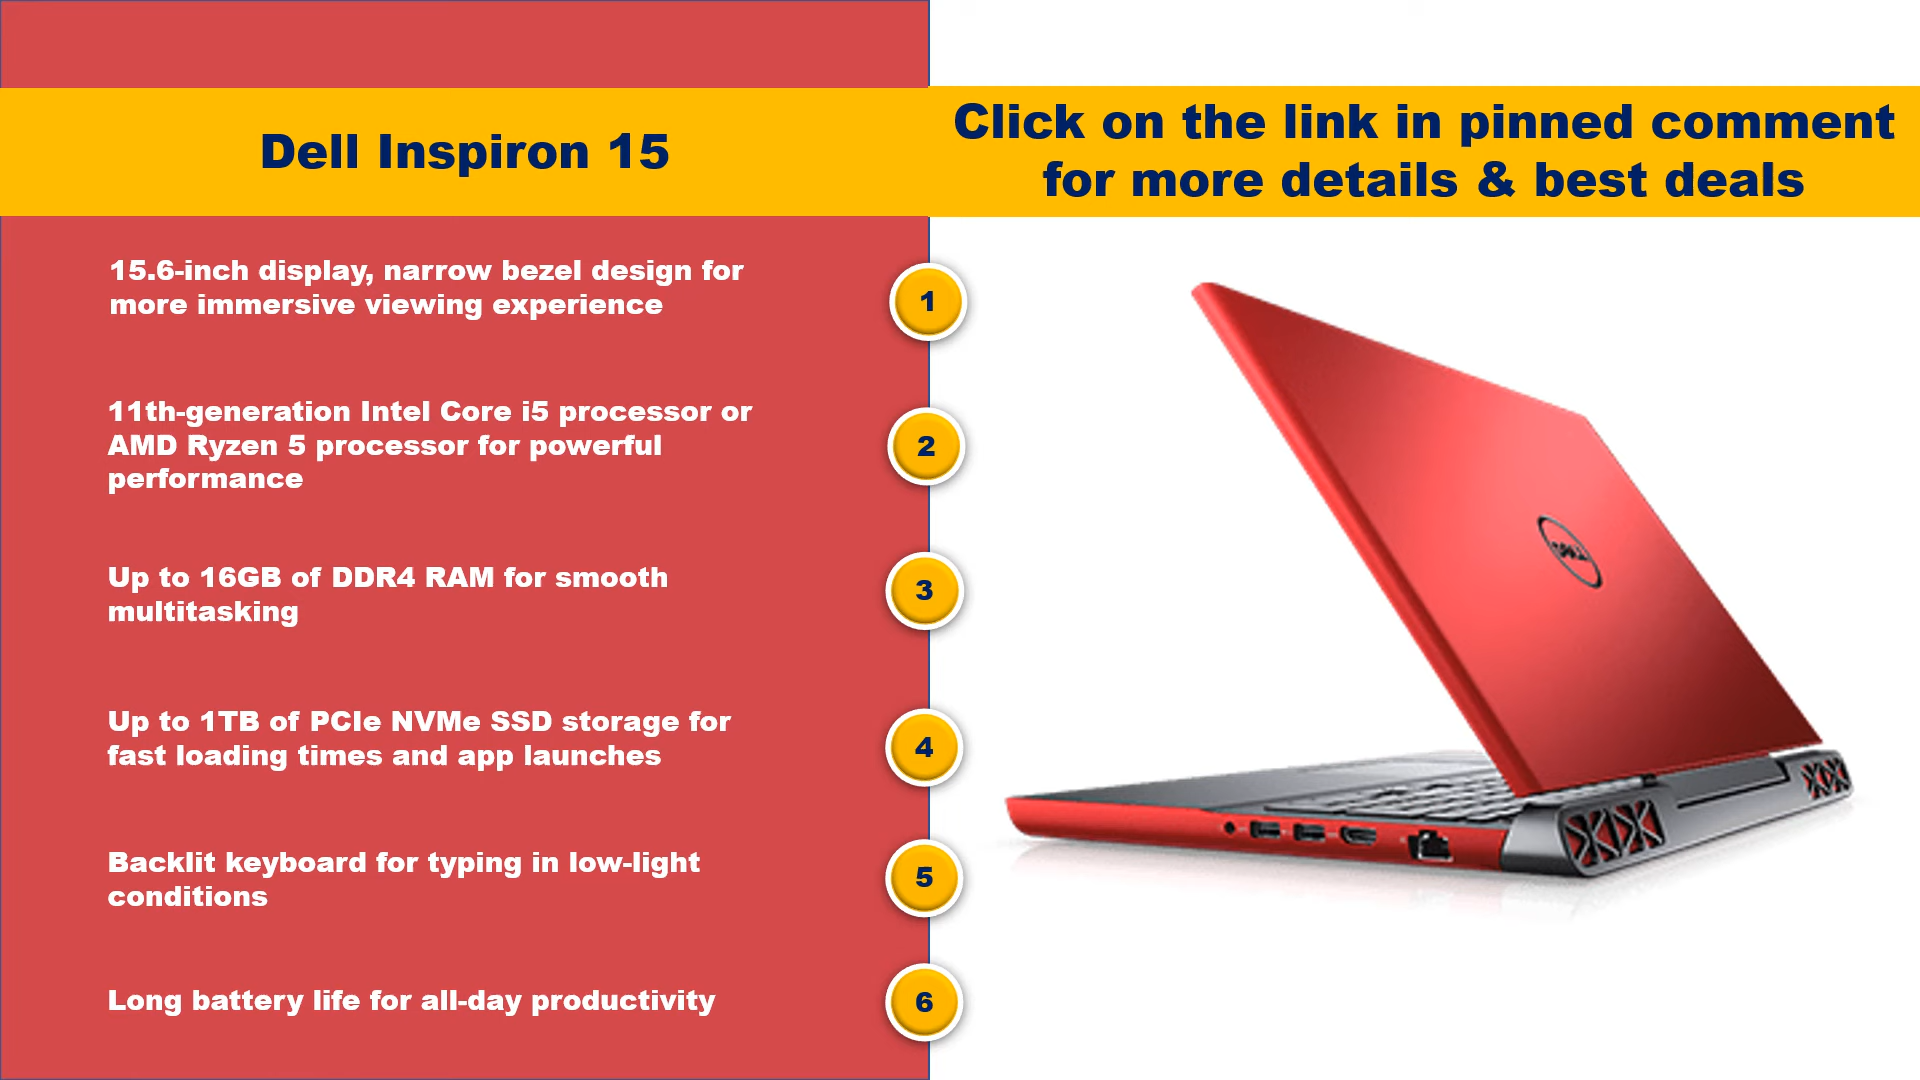 Dell Inspiron 15
Click on the link in pinned comment
for more details & best deals
15.6-inch display, narrow bezel design for
more immersive viewing experience
1
11th-generation Intel Core i5 processor or
AMD Ryzen 5 processor for powerful
performance
2
Up to 16GB of DDR4 RAM for smooth
multitasking
3
Up to 1TB of PCIe NVMe SSD storage for
fast loading times and app launches
4
Backlit keyboard for typing in low-light
conditions
5
Long battery life for all-day productivity
6
DELL